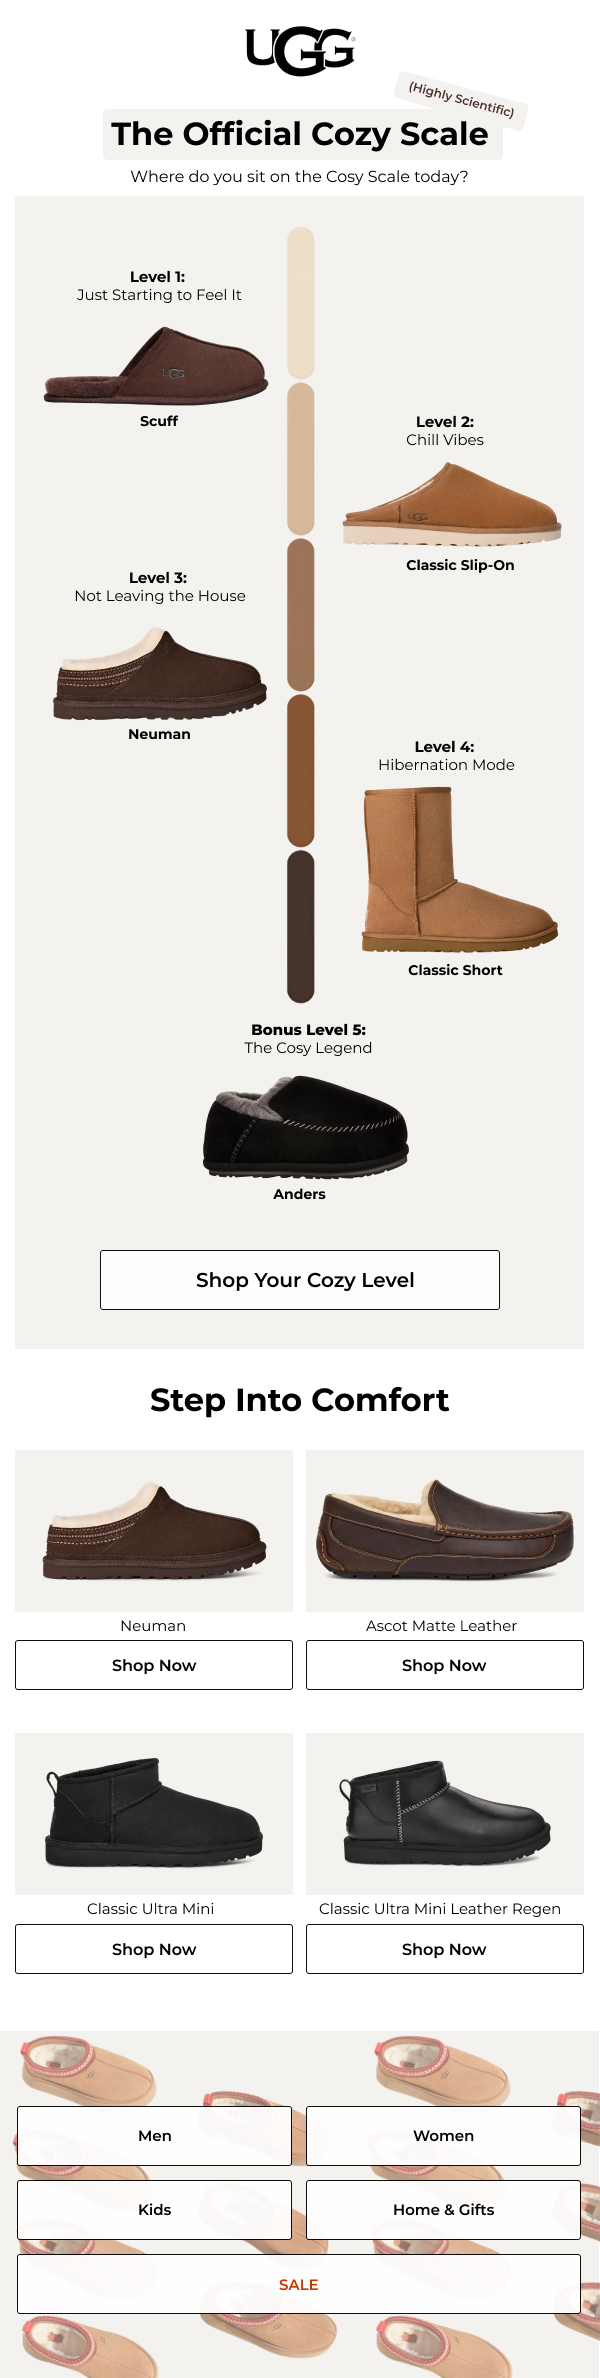 UGG
(Highly Scientific)
The Official Cozy Scale
Where do you sit on the Cosy Scale today?
Level 1:
Just Starting to Feel It
UGG
Scuff
Level 2:
Chill Vibes
UGG
Classic Slip-On
Level 3:
Not Leaving the House
Neuman
Level 4:
Hibernation Mode
Classic Short
Bonus Level 5:
The Cosy Legend
Anders
Shop Your Cozy Level
Step Into Comfort
Neuman
Ascot Matte Leather
Shop Now
Shop Now
Classic Ultra Mini
Classic Ultra Mini Leather Regen
Shop Now
Shop Now
Men
Women
Kids
Home & Gifts
SALE